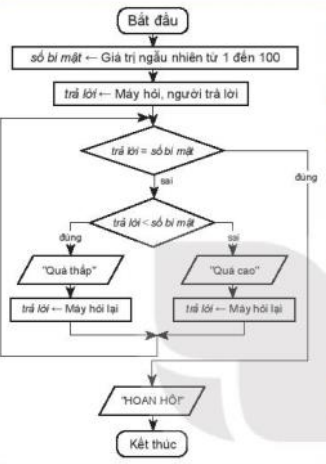 Bắt đầu
số bí mật ← Giá trị ngẫu nhiên từ 1 đến 100
trả lời ← Máy hỏi, người trả lời
trả lời = số bí mật
đúng
sai
trả lời < số bí mật
đúng
sai
"Quá thấp"
"Quá cao"
trả lời ← Máy hỏi lại
trả lời ← Máy hỏi lại
"HOAN HÔ!"
Kết thúc